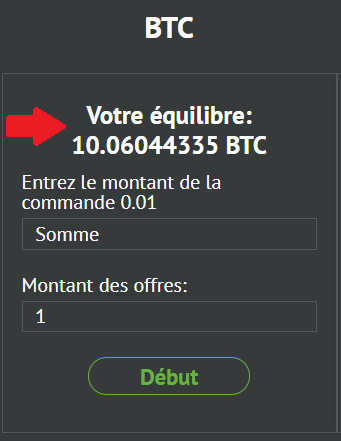 BTC
Votre équilibre:
10.06044335 BTC
Entrez le montant de la
commande 0.01
Somme
Montant des offres:
1
Début